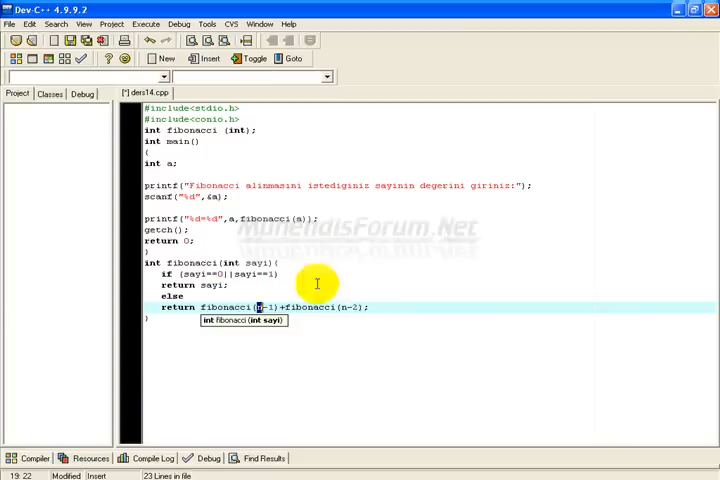 Dev-C++ 4.9.9.2
File Edit Search View Project Execute Debug Tools CVS Window Help
New Insert Toggle Goto
Project Classes Debug [*] ders14.cpp
#include<stdio.h>
#include<conio.h>
int fibonacci (int);
int main()
{
int a;
printf("Fibonacci alinmasıni istediginiz sayinin degerini giriniz:");
scanf("%d",&a);
printf("%d=%d",a,fibonacci(a));
MuhendisForum.Net
getch();
return 0;
}
int fibonacci(int sayi){
if (sayi==0||sayi==1)
return sayi;
else
return fibonacci(n-1)+fibonacci(n-2);
}
int fibonacci (int sayi)
Compiler Resources Compile Log Debug Find Results
19: 22 Modified Insert 23 Lines in file